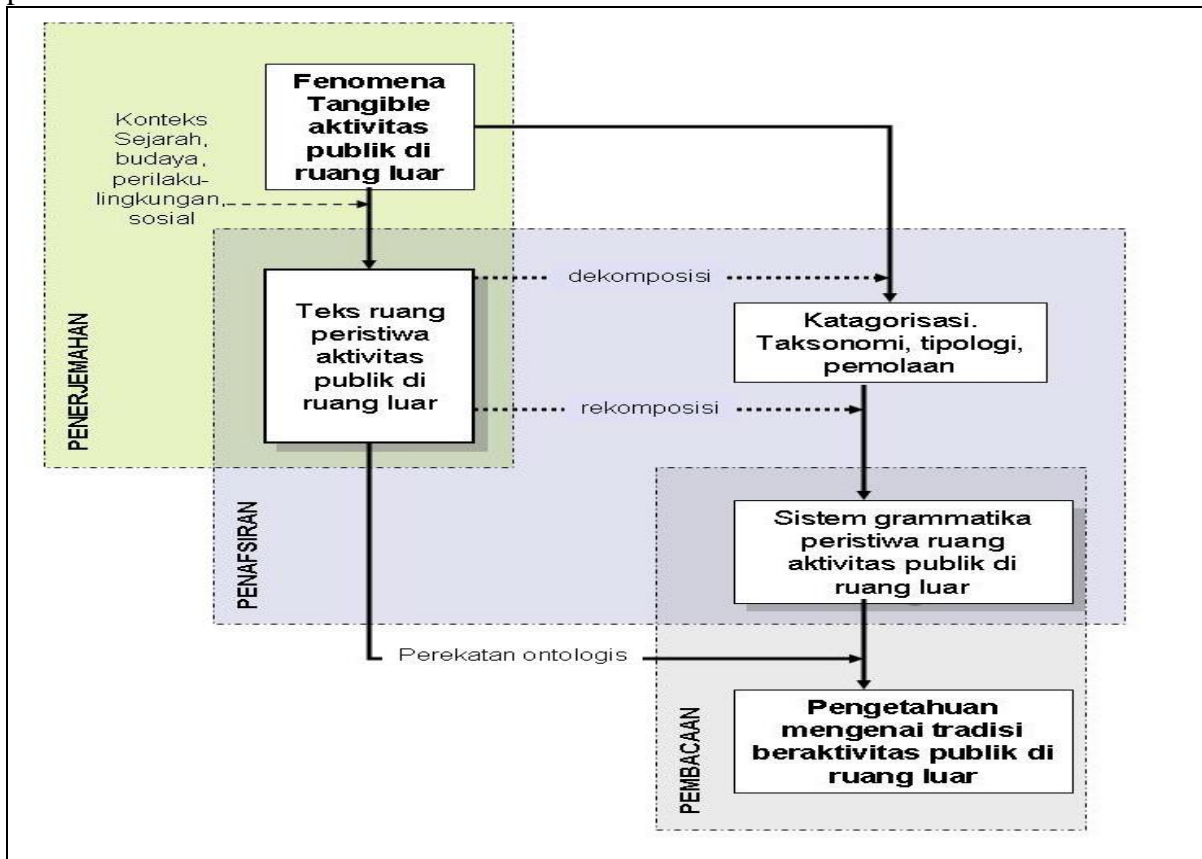 Fenomena
Tangible
aktivitas
publik di
ruang luar
Konteks
Sejarah,
budaya,
perilaku-
lingkungan,
sosial
PENERJEMAHAN
Teks ruang
peristiwa
aktivitas
publik di
ruang luar
dekomposisi
Katagorisasi.
Taksonomi, tipologi,
pemolaan
rekomposisi
PENAFSIRAN
Sistem grammatika
peristiwa ruang
aktivitas publik di
ruang luar
Perekatan ontologis
PEMBACAAN
Pengetahuan
mengenai tradisi
beraktivitas publik di
ruang luar